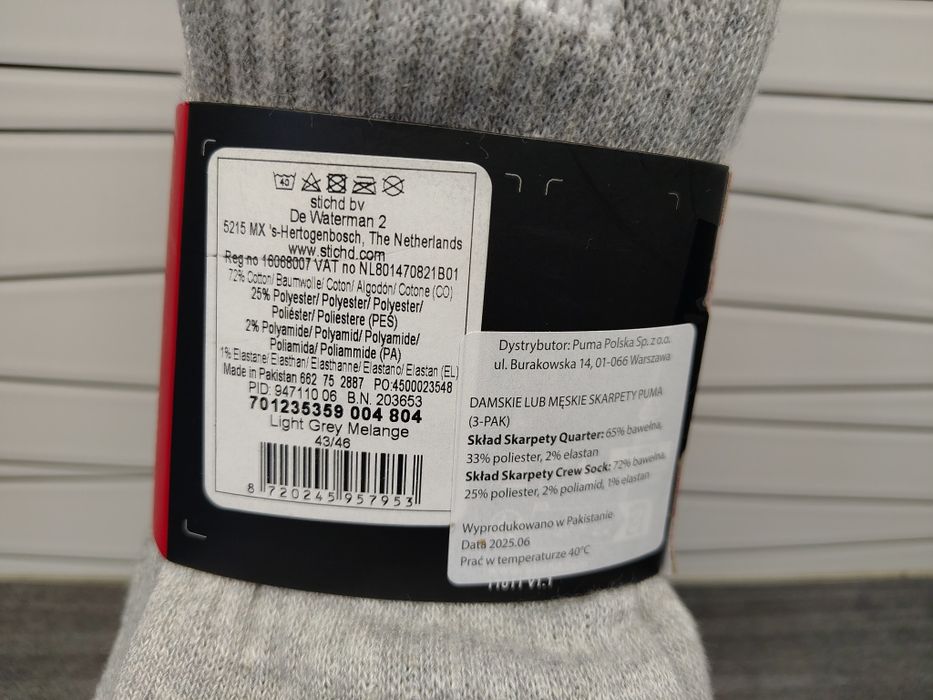 40
stichd bv
De Waterman 2
5215 MX 's-Hertogenbosch, The Netherlands
www.stichd.com
Reg no 16068007 VAT no NL801470821B01
72% Cotton/ Baumwolle/ Coton/ Algodón/ Cotone (CO)
25% Polyester/ Polyester/ Polyester/
Poliéster/ Poliestere (PES)
2% Polyamide/ Polyamid/ Polyamide/
Poliamida/ Poliammide (PA)
1% Elastane/ Elasthan/ Elasthanne/ Elastano/ Elastan (EL)
Made in Pakistan 662 75 2887 PO:4500023548
PID: 947110 06 B.N. 203653
701235359 004 804
Light Grey Melange
43/46
8 720245 957953
Dystrybutor: Puma Polska Sp. z o.o.
ul. Burakowska 14, 01-066 Warszawa
DAMSKIE LUB MĘSKIE SKARPETY PUMA
(3-PAK)
Skład Skarpety Quarter: 65% bawełna,
33% poliester, 2% elastan
Skład Skarpety Crew Sock: 72% bawełna,
25% poliester, 2% poliamid, 1% elastan
Wyprodukowano w Pakistanie
Data 2025.06
Prać w temperaturze 40°C